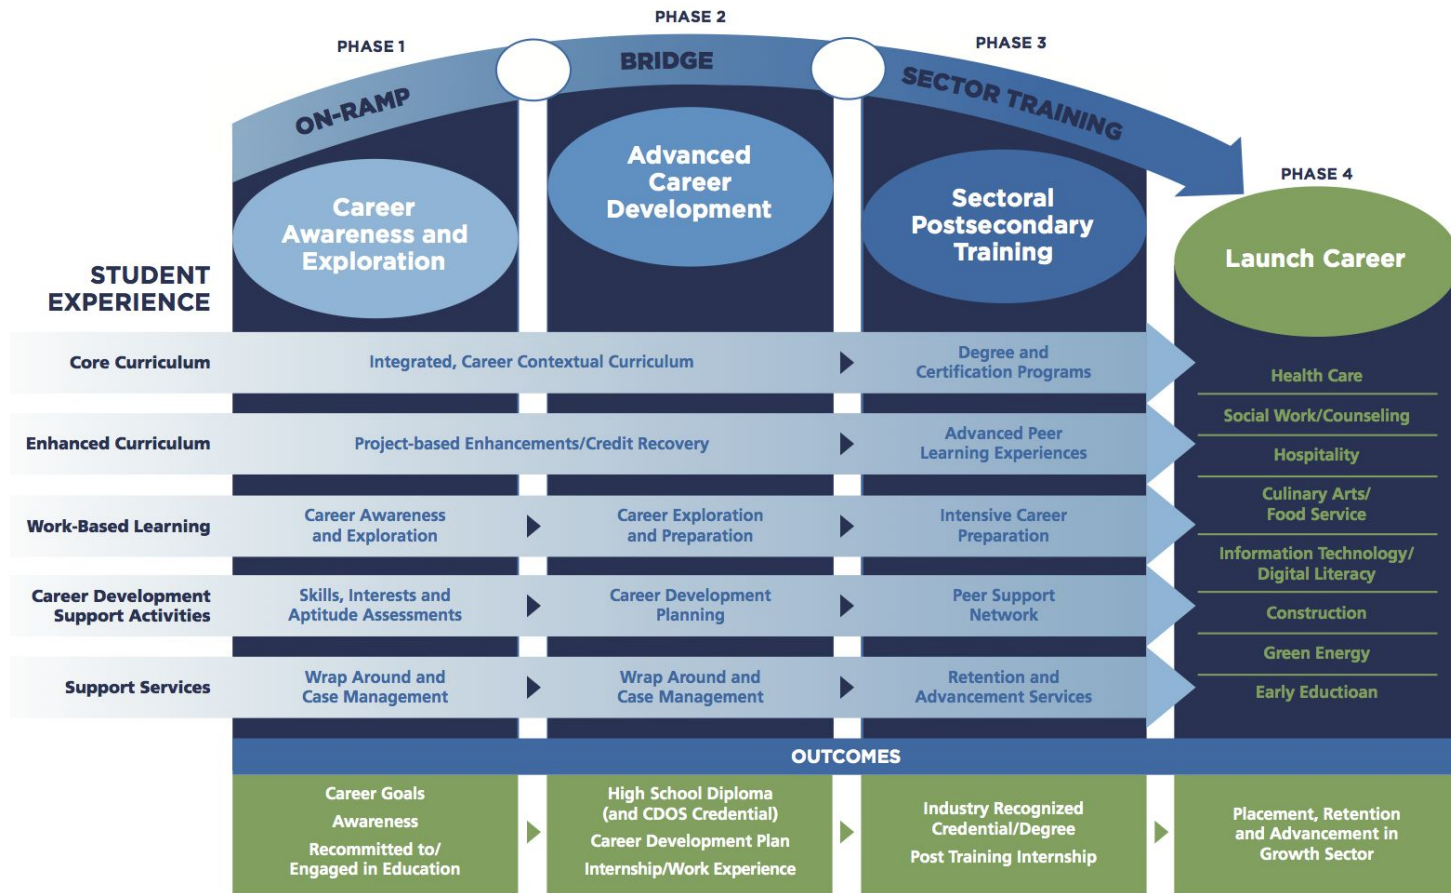 PHASE 1
PHASE 2
PHASE 3
PHASE 4
ON-RAMP
BRIDGE
SECTOR TRAINING
Career
Awareness and
Exploration
Advanced
Career
Development
Sectoral
Postsecondary
Training
Launch Career
STUDENT
EXPERIENCE
Core Curriculum
Integrated, Career Contextual Curriculum
Degree and
Certification Programs
Enhanced Curriculum
Project-based Enhancements/Credit Recovery
Advanced Peer
Learning Experiences
Work-Based Learning
Career Awareness
and Exploration
Career Exploration
and Preparation
Intensive Career
Preparation
Career Development
Support Activities
Skills, Interests and
Aptitude Assessments
Career Development
Planning
Peer Support
Network
Support Services
Wrap Around and
Case Management
Wrap Around and
Case Management
Retention and
Advancement Services
Health Care
Social Work/Counseling
Hospitality
Culinary Arts/
Food Service
Information Technology/
Digital Literacy
Construction
Green Energy
Early Eductioan
OUTCOMES
Career Goals
Awareness
Recommitted to/
Engaged in Education
High School Diploma
(and CDOS Credential)
Career Development Plan
Internship/Work Experience
Industry Recognized
Credential/Degree
Post Training Internship
Placement, Retention
and Advancement in
Growth Sector